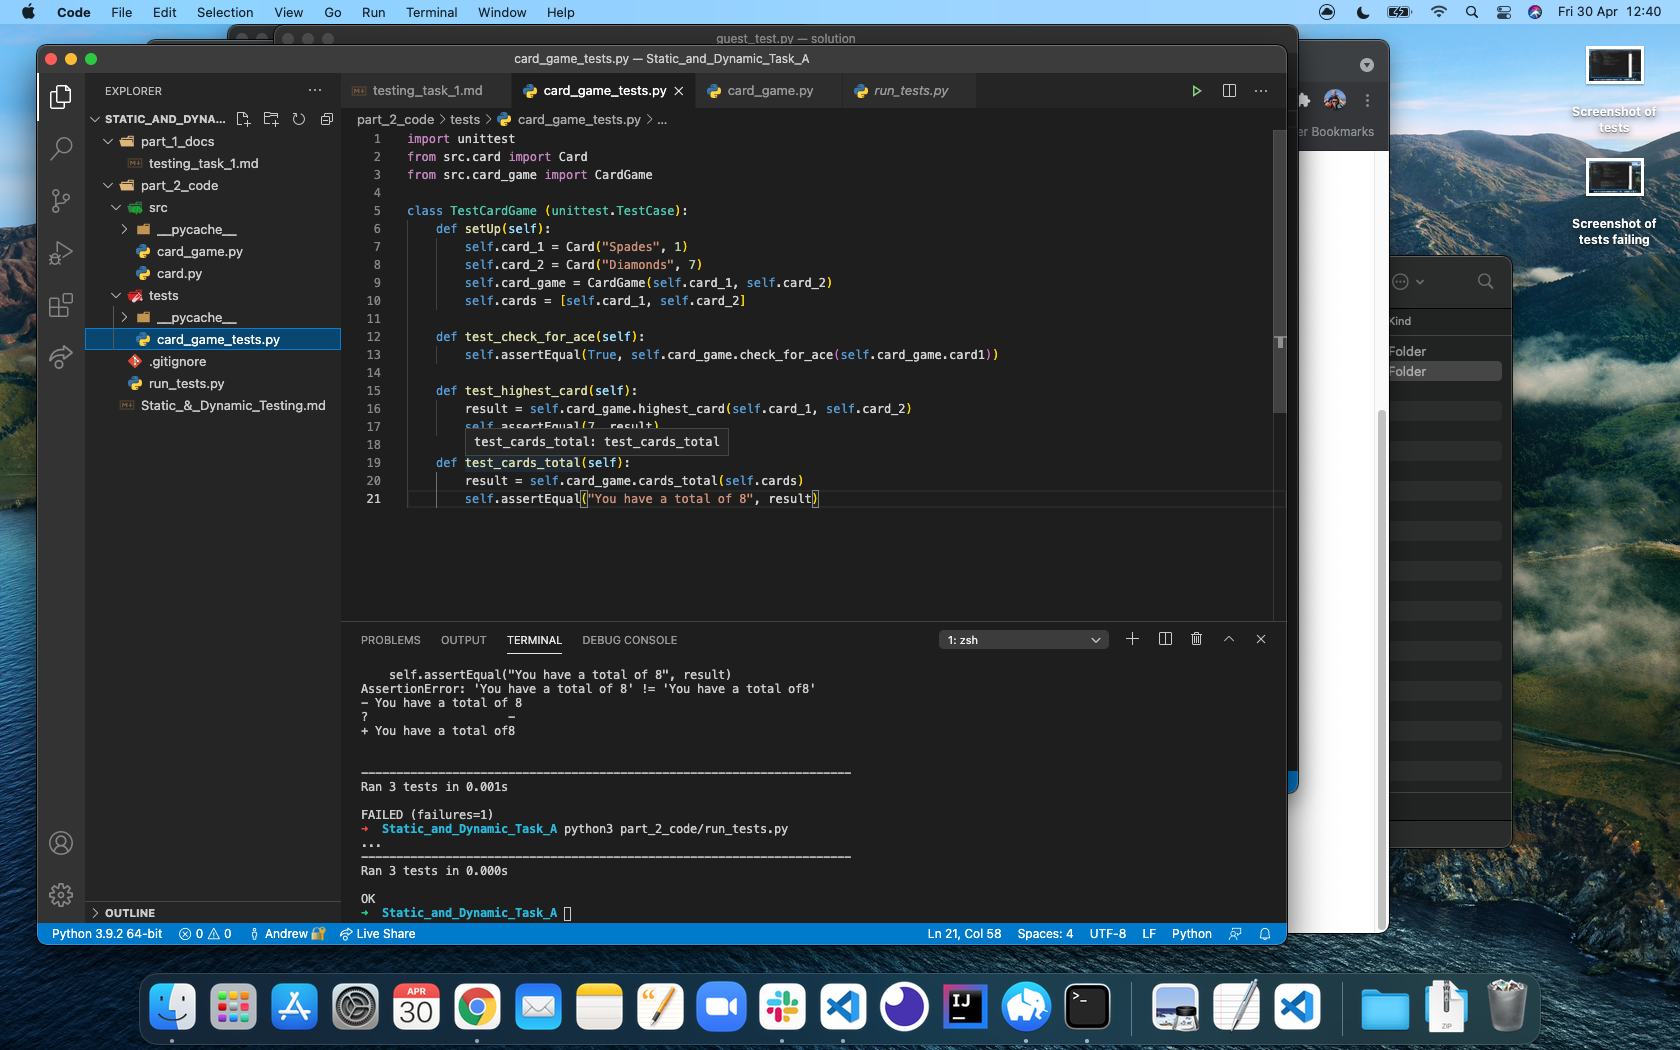 Code File Edit Selection View Go Run Terminal Window Help Fri 30 Apr 12:40
guest_test.py — solution
card_game_tests.py — Static_and_Dynamic_Task_A
EXPLORER
STATIC_AND_DYNA...
part_1_docs
testing_task_1.md
part_2_code
src
__pycache__
card_game.py
card.py
tests
__pycache__
card_game_tests.py
.gitignore
run_tests.py
Static_&_Dynamic_Testing.md
OUTLINE
testing_task_1.md card_game_tests.py card_game.py run_tests.py
part_2_code > tests > card_game_tests.py > ...
1 import unittest
2 from src.card import Card
3 from src.card_game import CardGame
4
5 class TestCardGame (unittest.TestCase):
6 def setUp(self):
7 self.card_1 = Card("Spades", 1)
8 self.card_2 = Card("Diamonds", 7)
9 self.card_game = CardGame(self.card_1, self.card_2)
10 self.cards = [self.card_1, self.card_2]
11
12 def test_check_for_ace(self):
13 self.assertEqual(True, self.card_game.check_for_ace(self.card_game.card1))
14
15 def test_highest_card(self):
16 result = self.card_game.highest_card(self.card_1, self.card_2)
17 self.assertEqual(7, result)
18
test_cards_total: test_cards_total
19 def test_cards_total(self):
20 result = self.card_game.cards_total(self.cards)
21 self.assertEqual("You have a total of 8", result)
PROBLEMS OUTPUT TERMINAL DEBUG CONSOLE 1: zsh
self.assertEqual("You have a total of 8", result)
AssertionError: 'You have a total of 8' != 'You have a total of8'
- You have a total of 8
? -
+ You have a total of8
Ran 3 tests in 0.001s
FAILED (failures=1)
→ Static_and_Dynamic_Task_A python3 part_2_code/run_tests.py
...
Ran 3 tests in 0.000s
OK
→ Static_and_Dynamic_Task_A
Python 3.9.2 64-bit 0 0 Andrew Live Share Ln 21, Col 58 Spaces: 4 UTF-8 LF Python
er Bookmarks
Kind
Folder
Folder
Screenshot of
tests
Screenshot of
tests failing
APR
30
IJ
>_
ZIP